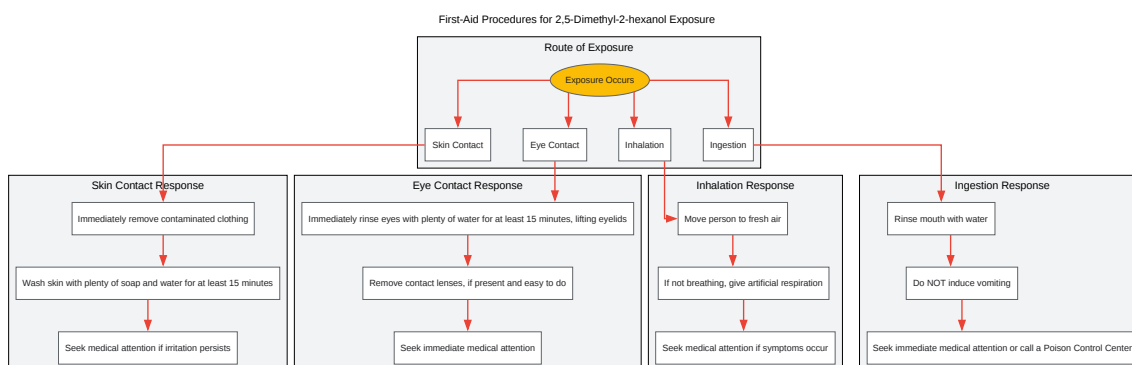 First-Aid Procedures for 2,5-Dimethyl-2-hexanol Exposure
Route of Exposure
Exposure Occurs
Skin Contact
Eye Contact
Inhalation
Ingestion
Skin Contact Response
Immediately remove contaminated clothing
Wash skin with plenty of soap and water for at least 15 minutes
Seek medical attention if irritation persists
Eye Contact Response
Immediately rinse eyes with plenty of water for at least 15 minutes, lifting eyelids
Remove contact lenses, if present and easy to do
Seek immediate medical attention
Inhalation Response
Move person to fresh air
If not breathing, give artificial respiration
Seek medical attention if symptoms occur
Ingestion Response
Rinse mouth with water
Do NOT induce vomiting
Seek immediate medical attention or call a Poison Control Center